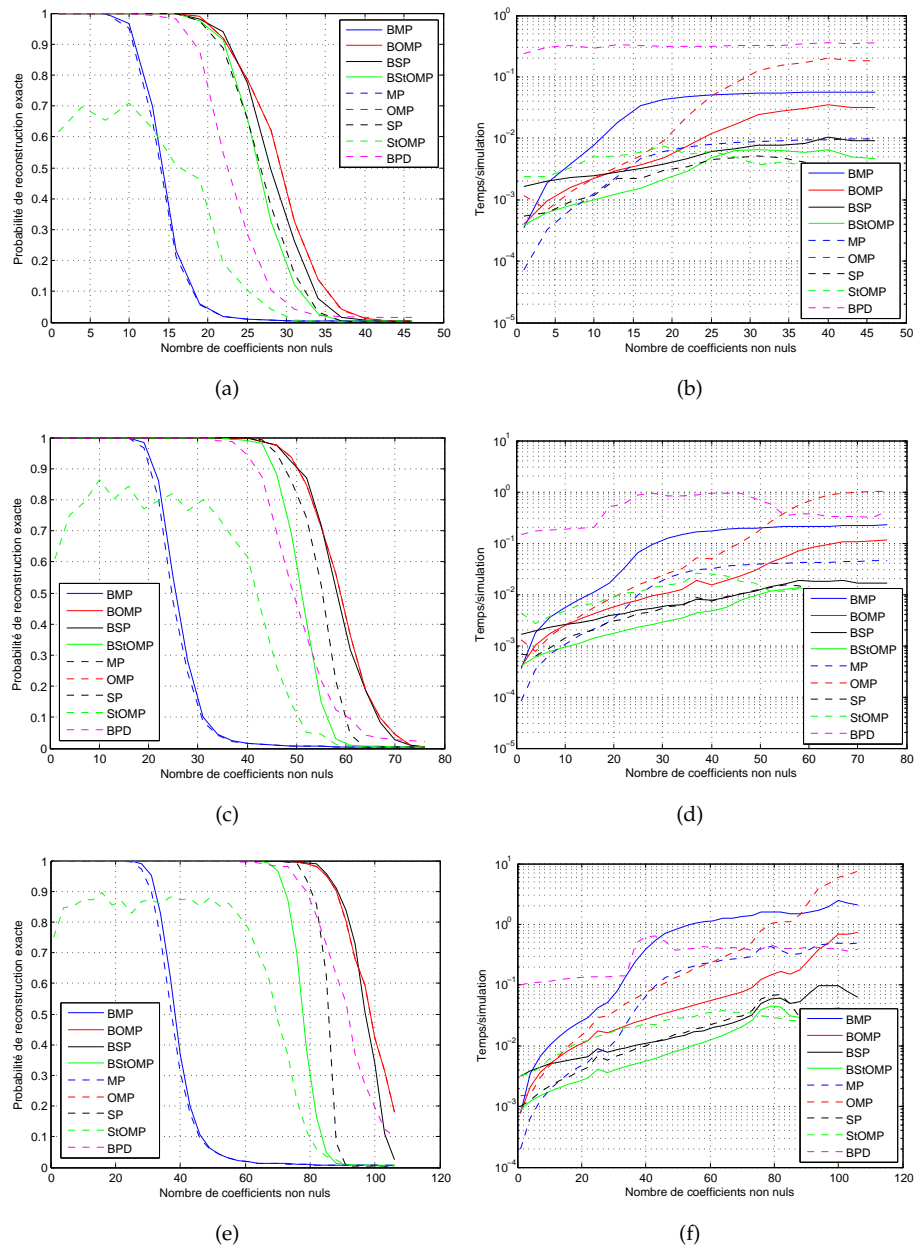 1
0.9
0.8
0.7
0.6
0.5
0.4
0.3
0.2
0.1
0
Probabilité de reconstruction exacte
0 5 10 15 20 25 30 35 40 45 50
Nombre de coefficients non nuls
BMP
BOMP
BSP
BStOMP
MP
OMP
SP
StOMP
BPD
(a)
10^1
10^0
10^-1
10^-2
10^-3
10^-4
10^-5
Temps/simulation
0 5 10 15 20 25 30 35 40 45 50
Nombre de coefficients non nuls
BMP
BOMP
BSP
BStOMP
MP
OMP
SP
StOMP
BPD
(b)
1
0.9
0.8
0.7
0.6
0.5
0.4
0.3
0.2
0.1
0
Probabilité de reconstruction exacte
0 10 20 30 40 50 60 70 80
Nombre de coefficients non nuls
BMP
BOMP
BSP
BStOMP
MP
OMP
SP
StOMP
BPD
(c)
10^1
10^0
10^-1
10^-2
10^-3
10^-4
10^-5
Temps/simulation
0 10 20 30 40 50 60 70 80
Nombre de coefficients non nuls
BMP
BOMP
BSP
BStOMP
MP
OMP
SP
StOMP
BPD
(d)
1
0.9
0.8
0.7
0.6
0.5
0.4
0.3
0.2
0.1
0
Probabilité de reconstruction exacte
0 20 40 60 80 100 120
Nombre de coefficients non nuls
BMP
BOMP
BSP
BStOMP
MP
OMP
SP
StOMP
BPD
(e)
10^1
10^0
10^-1
10^-2
10^-3
10^-4
Temps/simulation
0 20 40 60 80 100 120
Nombre de coefficients non nuls
BMP
BOMP
BSP
BStOMP
MP
OMP
SP
StOMP
BPD
(f)